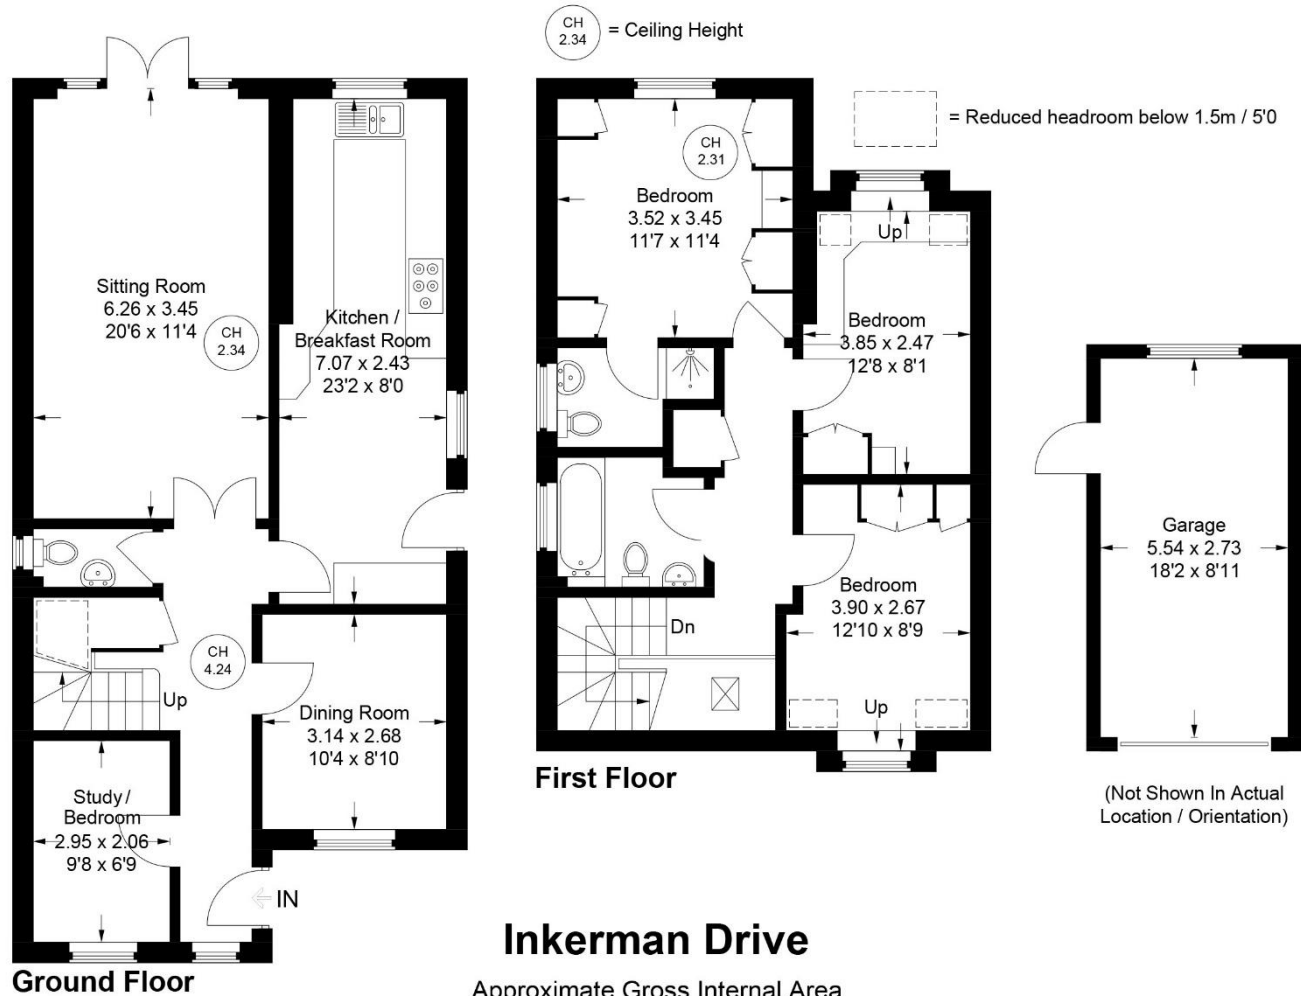 CH
2.34
= Ceiling Height
= Reduced headroom below 1.5m / 5'0
Sitting Room
6.26 x 3.45
20'6 x 11'4
CH
2.34
Kitchen /
Breakfast Room
7.07 x 2.43
23'2 x 8'0
CH
4.24
Up
Dining Room
3.14 x 2.68
10'4 x 8'10
Study /
Bedroom
2.95 x 2.06
9'8 x 6'9
IN
Ground Floor
CH
2.31
Bedroom
3.52 x 3.45
11'7 x 11'4
Up
Bedroom
3.85 x 2.47
12'8 x 8'1
Dn
Bedroom
3.90 x 2.67
12'10 x 8'9
Up
First Floor
Garage
5.54 x 2.73
18'2 x 8'11
(Not Shown In Actual
Location / Orientation)
Inkerman Drive
Approximate Gross Internal Area